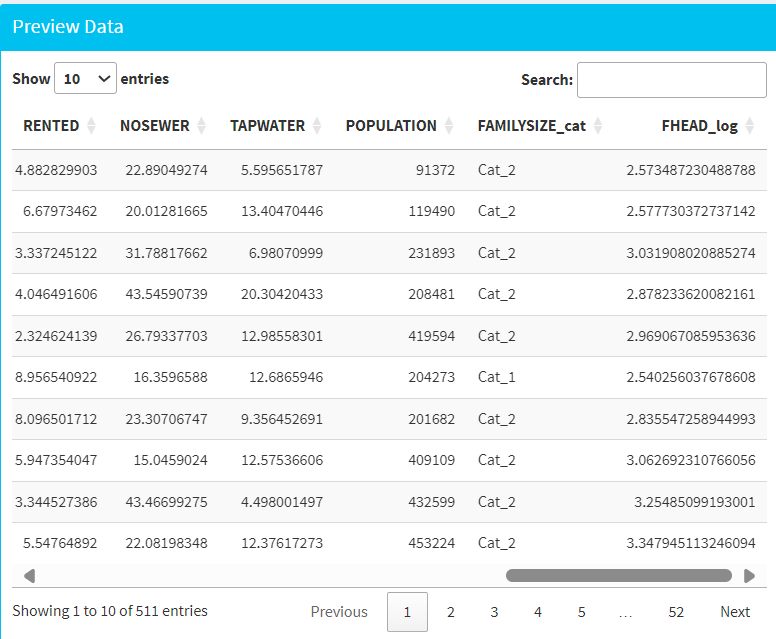 Preview Data
Show 10 entries Search:
RENTED NOSEWER TAPWATER POPULATION FAMILYSIZE_cat FHEAD_log
4.882829903 22.89049274 5.595651787 91372 Cat_2 2.573487230488788
6.67973462 20.01281665 13.40470446 119490 Cat_2 2.577730372737142
3.337245122 31.78817662 6.98070999 231893 Cat_2 3.031908020885274
4.046491606 43.54590739 20.30420433 208481 Cat_2 2.878233620082161
2.324624139 26.79337703 12.98558301 419594 Cat_2 2.969067085953636
8.956540922 16.3596588 12.6865946 204273 Cat_1 2.540256037678608
8.096501712 23.30706747 9.356452691 201682 Cat_2 2.835547258944993
5.947354047 15.0459024 12.57536606 409109 Cat_2 3.062692310766056
3.344527386 43.46699275 4.498001497 432599 Cat_2 3.25485099193001
5.54764892 22.08198348 12.37617273 453224 Cat_2 3.347945113246094
Showing 1 to 10 of 511 entries Previous 1 2 3 4 5 … 52 Next